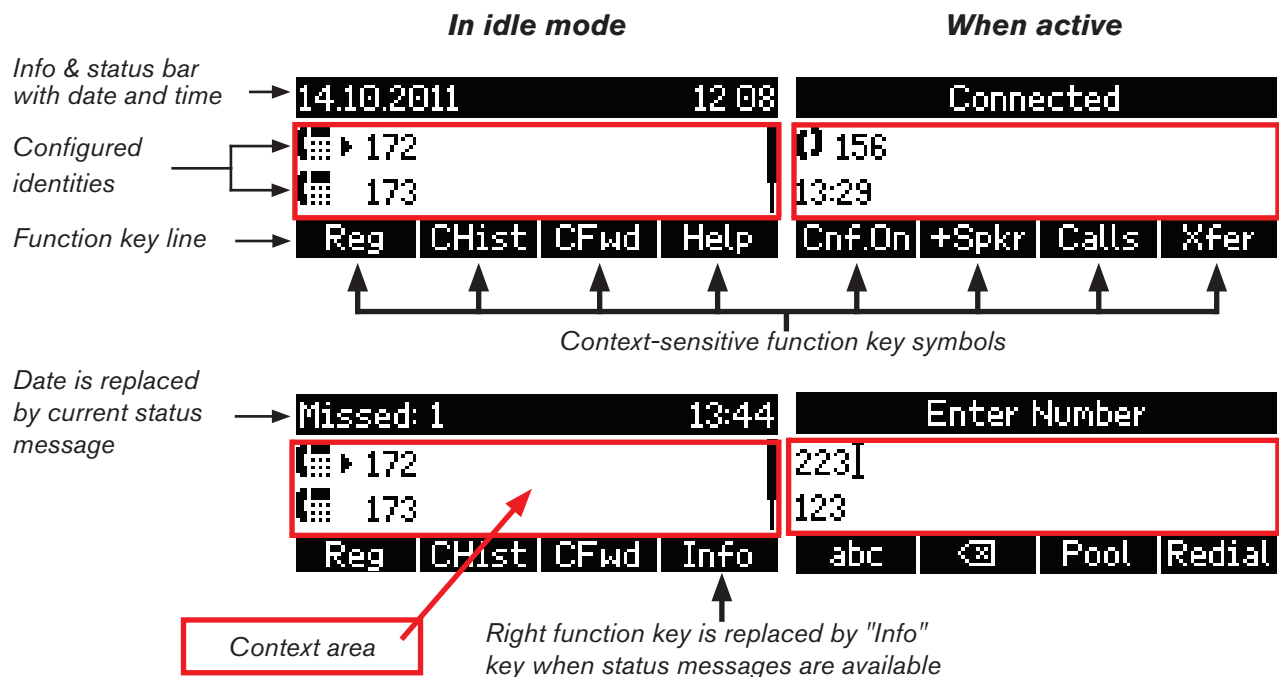 In idle mode
When active
Info & status bar
with date and time
14.10.2011 12 08
Connected
Configured
identities
172
173
156
13:29
Function key line
Reg CHist CFwd Help
Cnf.On +Spkr Calls Xfer
Context-sensitive function key symbols
Date is replaced
by current status
message
Missed: 1 13:44
Enter Number
172
173
223
123
Reg CHist CFwd Info
abc Pool Redial
Context area
Right function key is replaced by "Info"
key when status messages are available